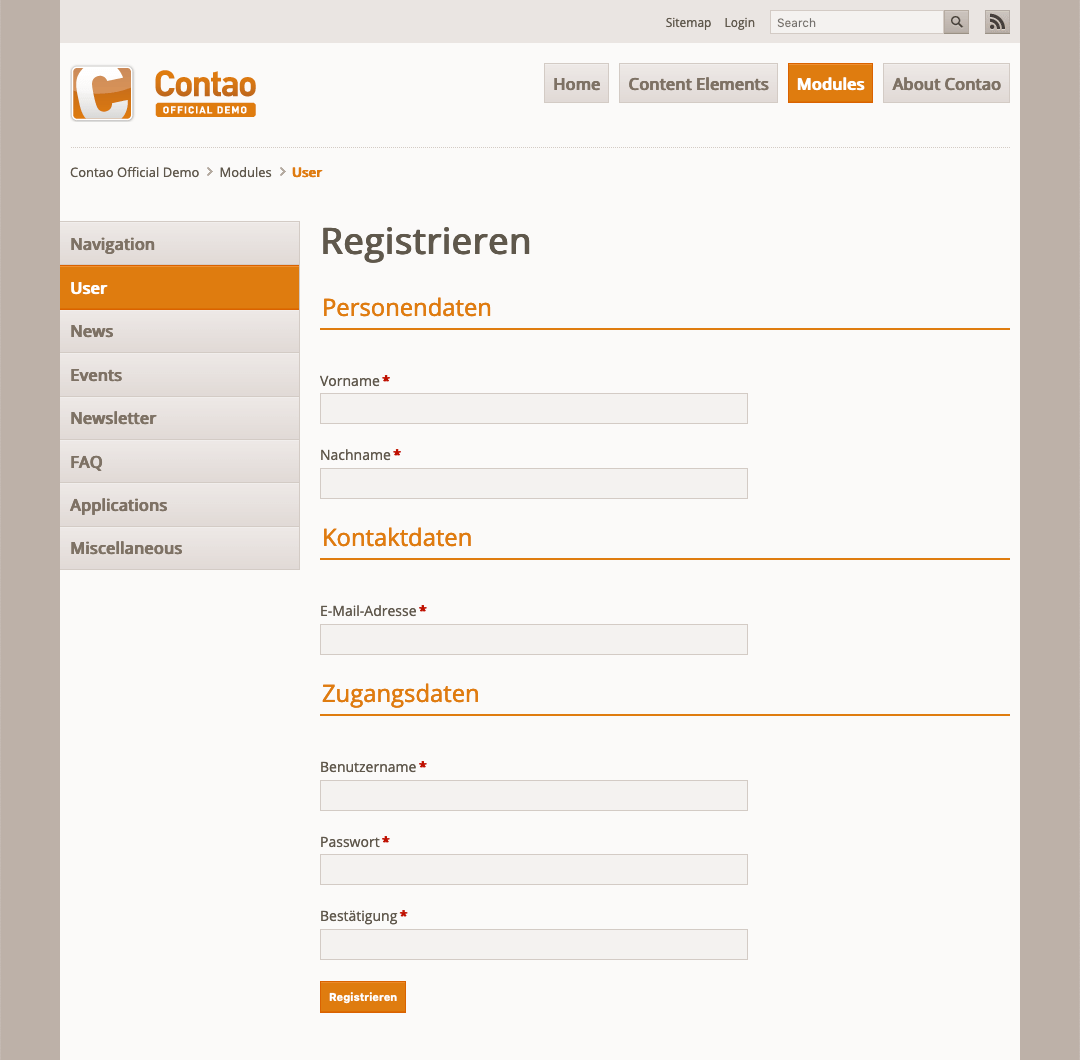 Sitemap Login Search
Contao
OFFICIAL DEMO
Home Content Elements Modules About Contao
Contao Official Demo Modules User
Navigation
User
News
Events
Newsletter
FAQ
Applications
Miscellaneous
Registrieren
Personendaten
Vorname*
Nachname*
Kontaktdaten
E-Mail-Adresse*
Zugangsdaten
Benutzername*
Passwort*
Bestätigung*
Registrieren